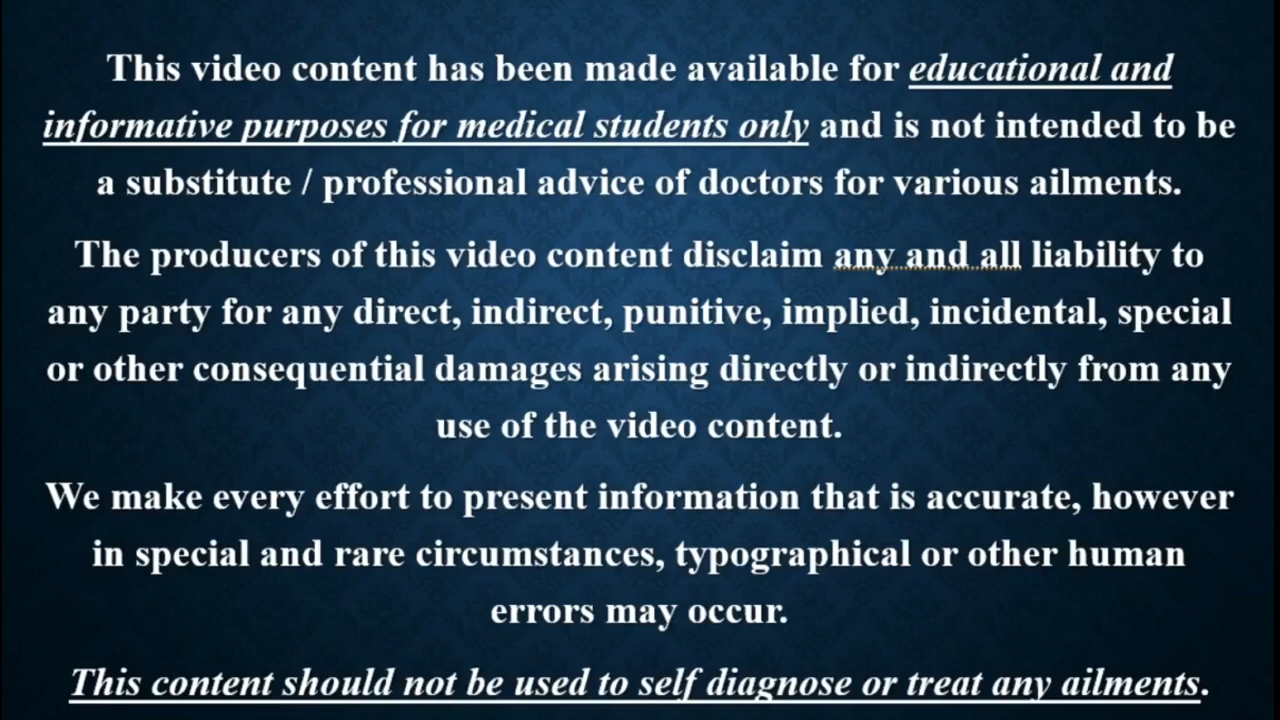 This video content has been made available for educational and
informative purposes for medical students only and is not intended to be
a substitute / professional advice of doctors for various ailments.
The producers of this video content disclaim any and all liability to
any party for any direct, indirect, punitive, implied, incidental, special
or other consequential damages arising directly or indirectly from any
use of the video content.
We make every effort to present information that is accurate, however
in special and rare circumstances, typographical or other human
errors may occur.
This content should not be used to self diagnose or treat any ailments.